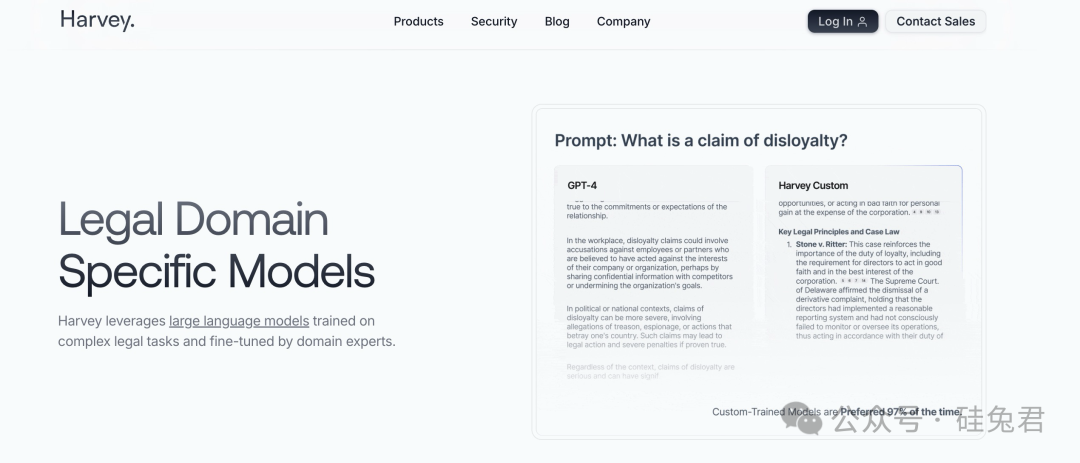 Harvey.
Products Security Blog Company
Log In
Contact Sales
Legal Domain
Specific Models
Harvey leverages large language models trained on
complex legal tasks and fine-tuned by domain experts.
Prompt: What is a claim of disloyalty?
GPT-4
true to the commitments or expectations of the
relationship.
In the workplace, disloyalty claims could involve
accusations against employees or partners who
are believed to have acted against the interests
of their company or organization, perhaps by
sharing confidential information with competitors
or undermining the organization's goals.
In political or national contexts, claims of
disloyalty can be more severe, involving
allegations of treason, espionage, or actions that
betray one's country. Such claims may lead to
legal action and severe penalties if proven true.
Regardless of the context, claims of disloyalty are
serious and can have signif
Harvey Custom
opportunities, or acting in bad faith for personal
gain at the expense of the corporation.
Key Legal Principles and Case Law
1. Stone v. Ritter: This case reinforces the
importance of the duty of loyalty, including
the requirement for directors to act in good
faith and in the best interest of the
corporation. The Supreme Court.
of Delaware affirmed the dismissal of a
derivative complaint, holding that the
directors had implemented a reasonable
reporting system and had not consciously
failed to monitor or oversee its operations,
thus acting in accordance with their duty of
Custom-Trained Models are Preferred 97% of the time.
公众号 · 硅兔君